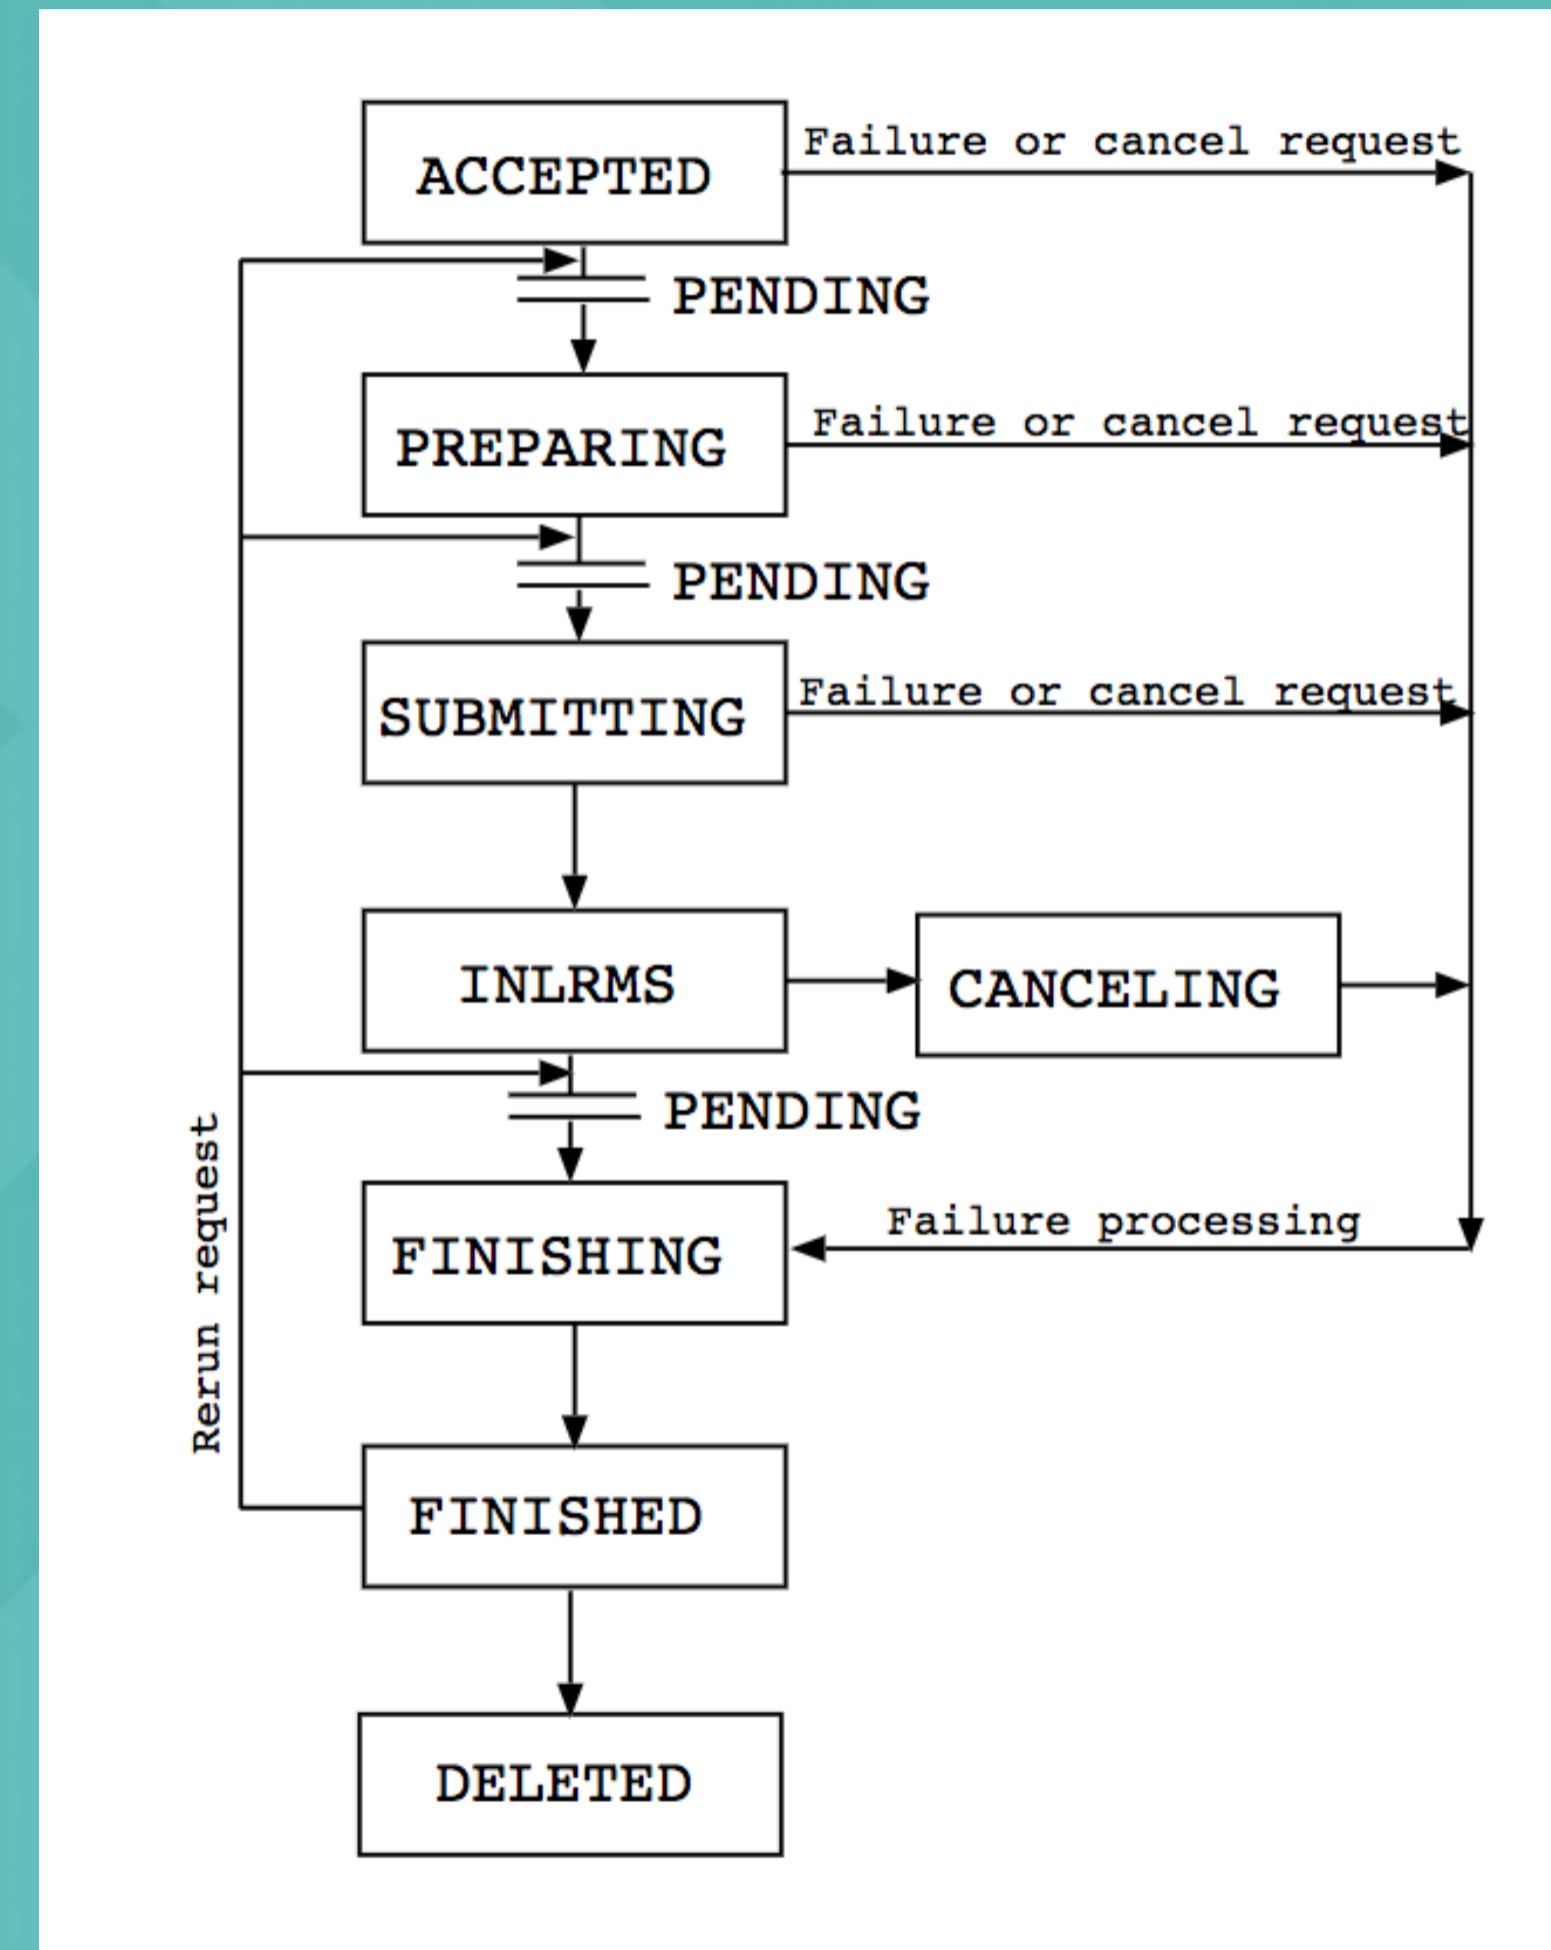 ACCEPTED
Failure or cancel request
PENDING
PREPARING
Failure or cancel request
PENDING
SUBMITTING
Failure or cancel request
INLRMS
CANCELING
PENDING
FINISHING
Failure processing
Rerun request
FINISHED
DELETED